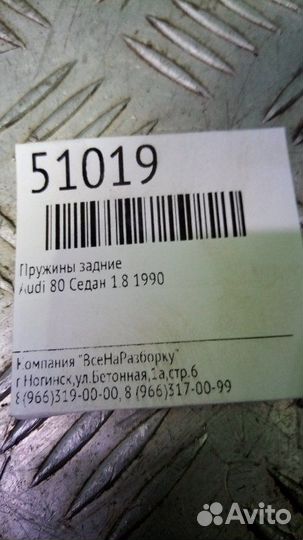 51019
Пружины задние
Audi 80 Седан 1.8 1990
Компания "ВсеНаРазборку"
г.Ногинск,ул.Бетонная,1а,стр.6
8(966)319-00-00, 8 (966)317-00-99
Avito